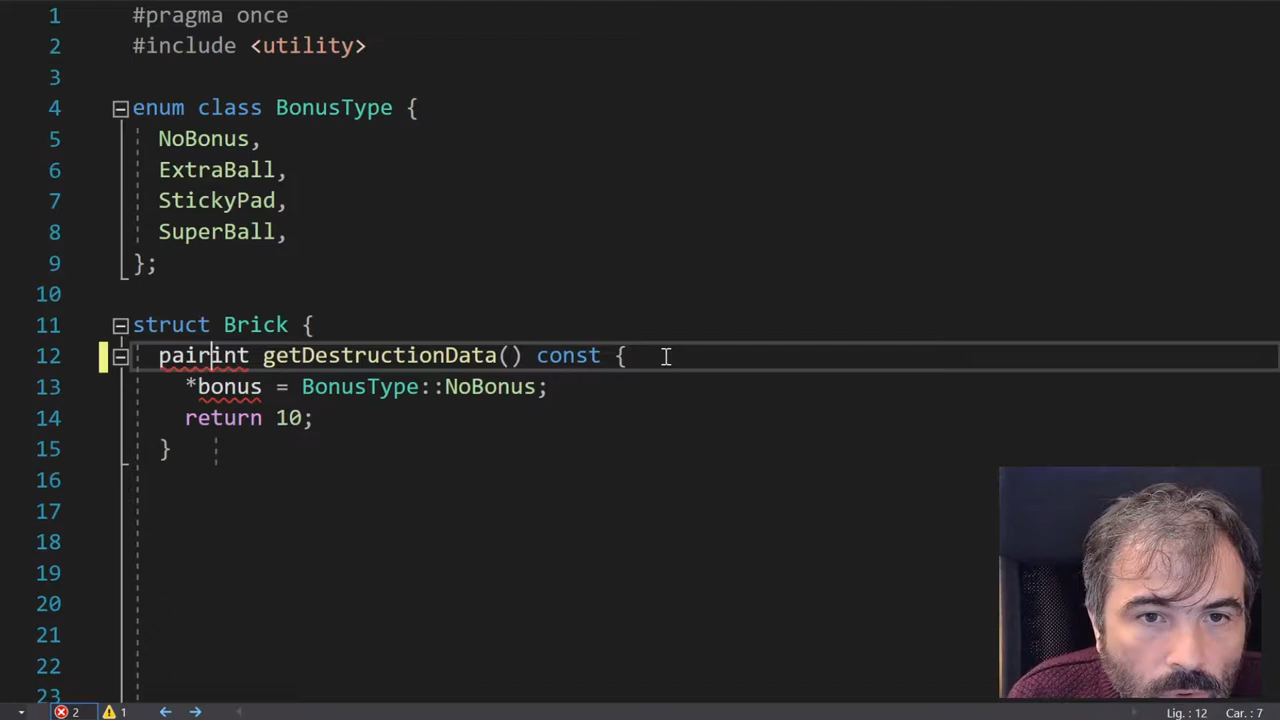 1 #pragma once
2 #include <utility>
3
4 enum class BonusType {
5 NoBonus,
6 ExtraBall,
7 StickyPad,
8 SuperBall,
9 };
10
11 struct Brick {
12 pairint getDestructionData() const {
13 *bonus = BonusType::NoBonus;
14 return 10;
15 }
16
17
18
19
20
21
22
23
2 1 Lig. : 12 Car. : 7